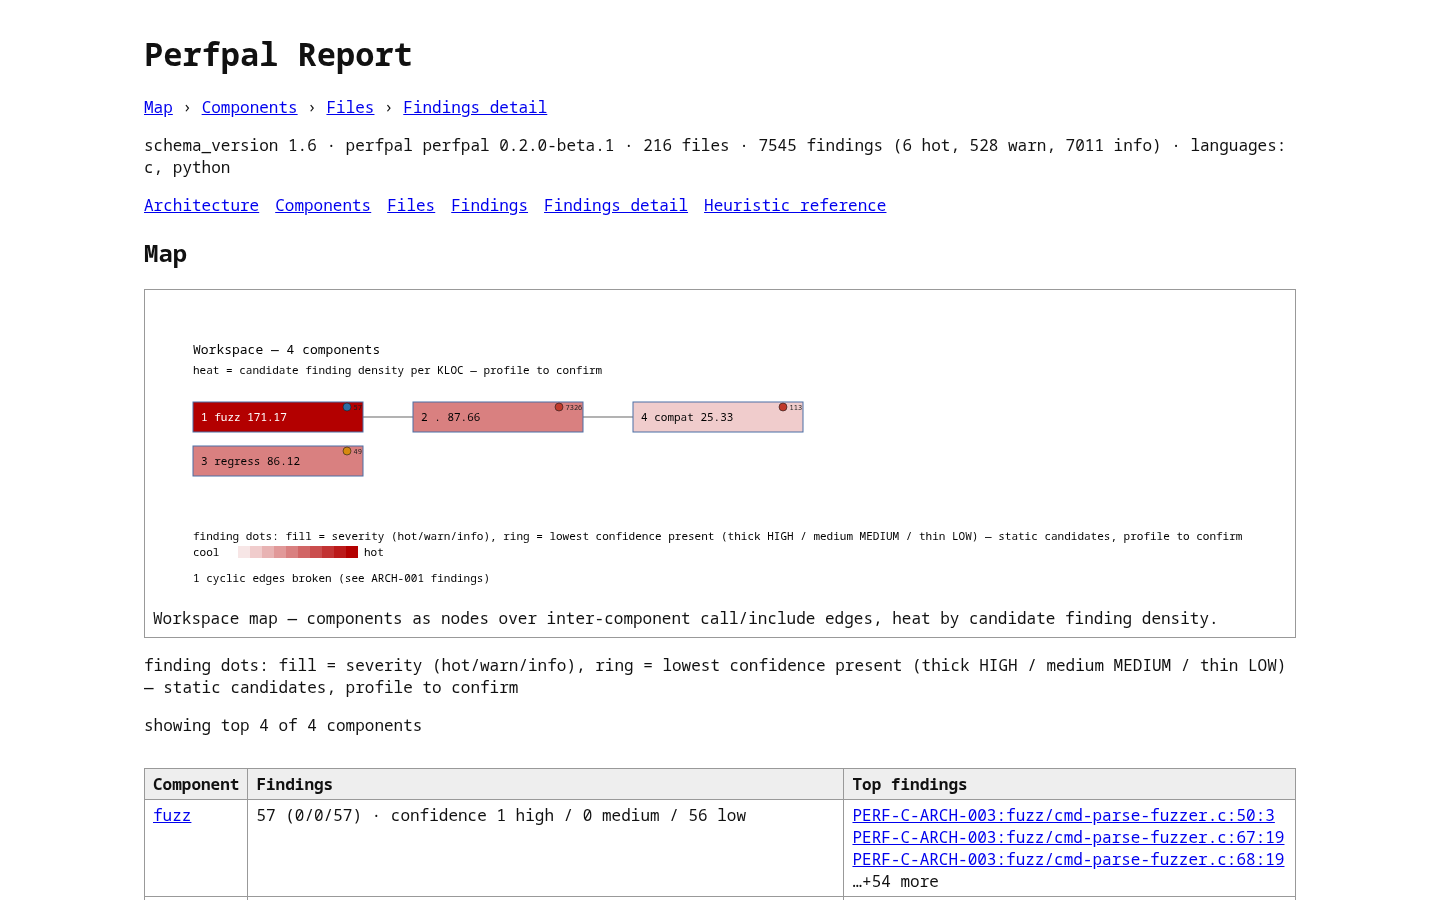 Perfpal Report
Map › Components › Files › Findings detail
schema_version 1.6 · perfpal perfpal 0.2.0-beta.1 · 216 files · 7545 findings (6 hot, 528 warn, 7011 info) · languages:
c, python
Architecture Components Files Findings Findings detail Heuristic reference
Map
Workspace — 4 components
heat = candidate finding density per KLOC — profile to confirm
1 fuzz 171.17 57
2 . 87.66 7326
4 compat 25.33 113
3 regress 86.12 49
finding dots: fill = severity (hot/warn/info), ring = lowest confidence present (thick HIGH / medium MEDIUM / thin LOW) — static candidates, profile to confirm
cool hot
1 cyclic edges broken (see ARCH-001 findings)
Workspace map — components as nodes over inter-component call/include edges, heat by candidate finding density.
finding dots: fill = severity (hot/warn/info), ring = lowest confidence present (thick HIGH / medium MEDIUM / thin LOW)
— static candidates, profile to confirm
showing top 4 of 4 components
Component Findings Top findings
fuzz 57 (0/0/57) · confidence 1 high / 0 medium / 56 low PERF-C-ARCH-003:fuzz/cmd-parse-fuzzer.c:50:3
PERF-C-ARCH-003:fuzz/cmd-parse-fuzzer.c:67:19
PERF-C-ARCH-003:fuzz/cmd-parse-fuzzer.c:68:19
…+54 more